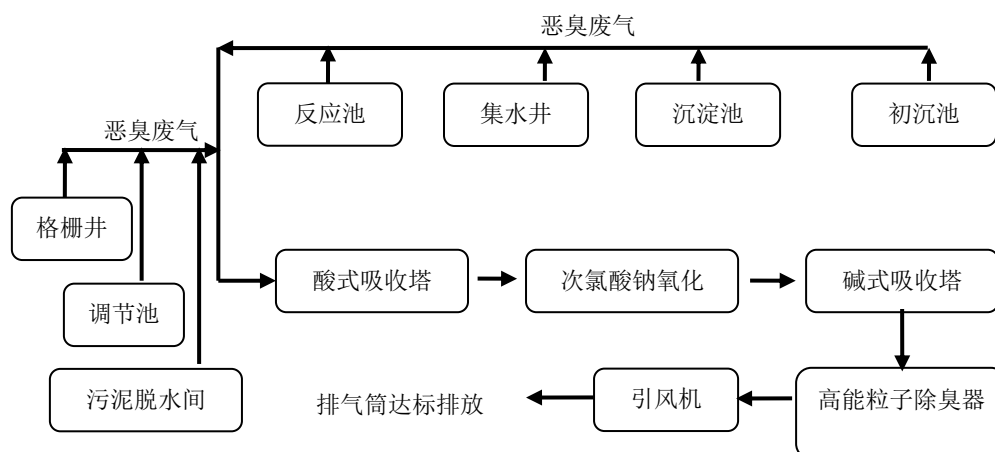 恶臭废气
反应池
集水井
沉淀池
初沉池
恶臭废气
格栅井
酸式吸收塔
次氯酸钠氧化
碱式吸收塔
调节池
污泥脱水间
排气筒达标排放
引风机
高能粒子除臭器